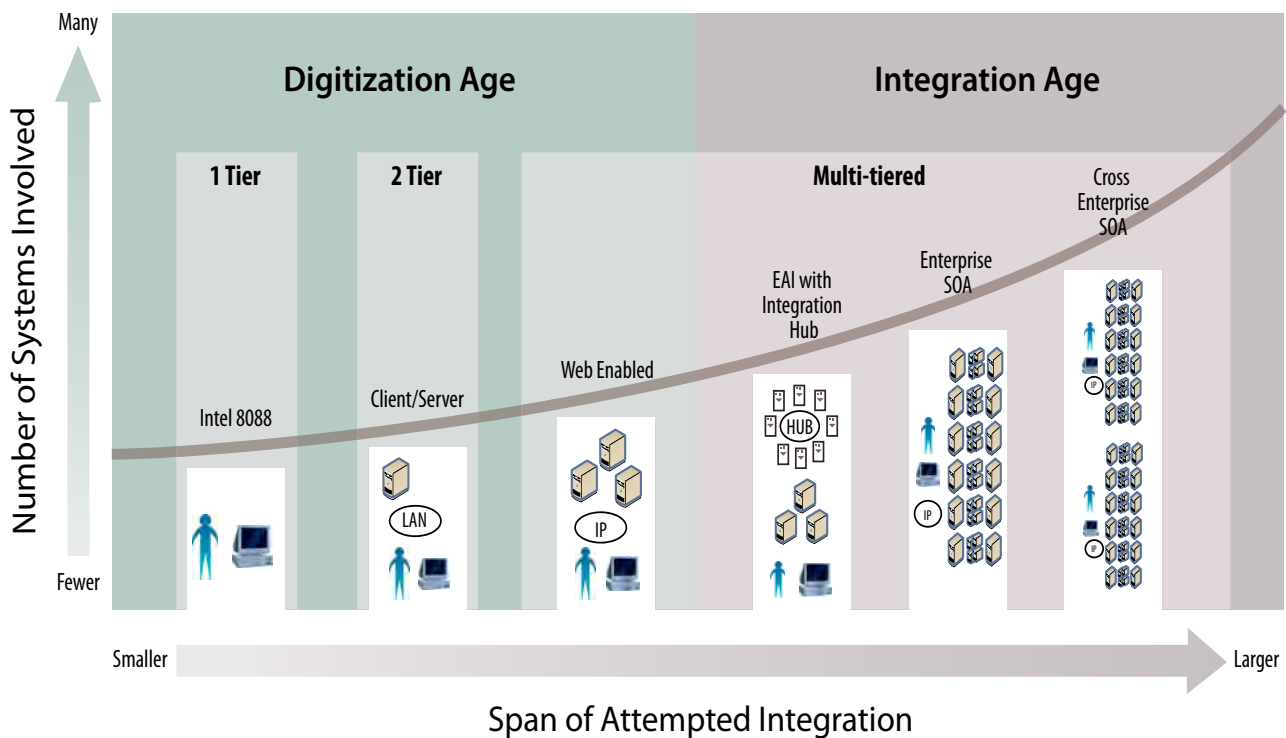 Many
Number of Systems Involved
Fewer
Digitization Age
Integration Age
1 Tier
2 Tier
Multi-tiered
Intel 8088
Client/Server
LAN
Web Enabled
IP
EAI with
Integration
Hub
HUB
Enterprise
SOA
IP
Cross
Enterprise
SOA
IP
IP
Smaller
Larger
Span of Attempted Integration